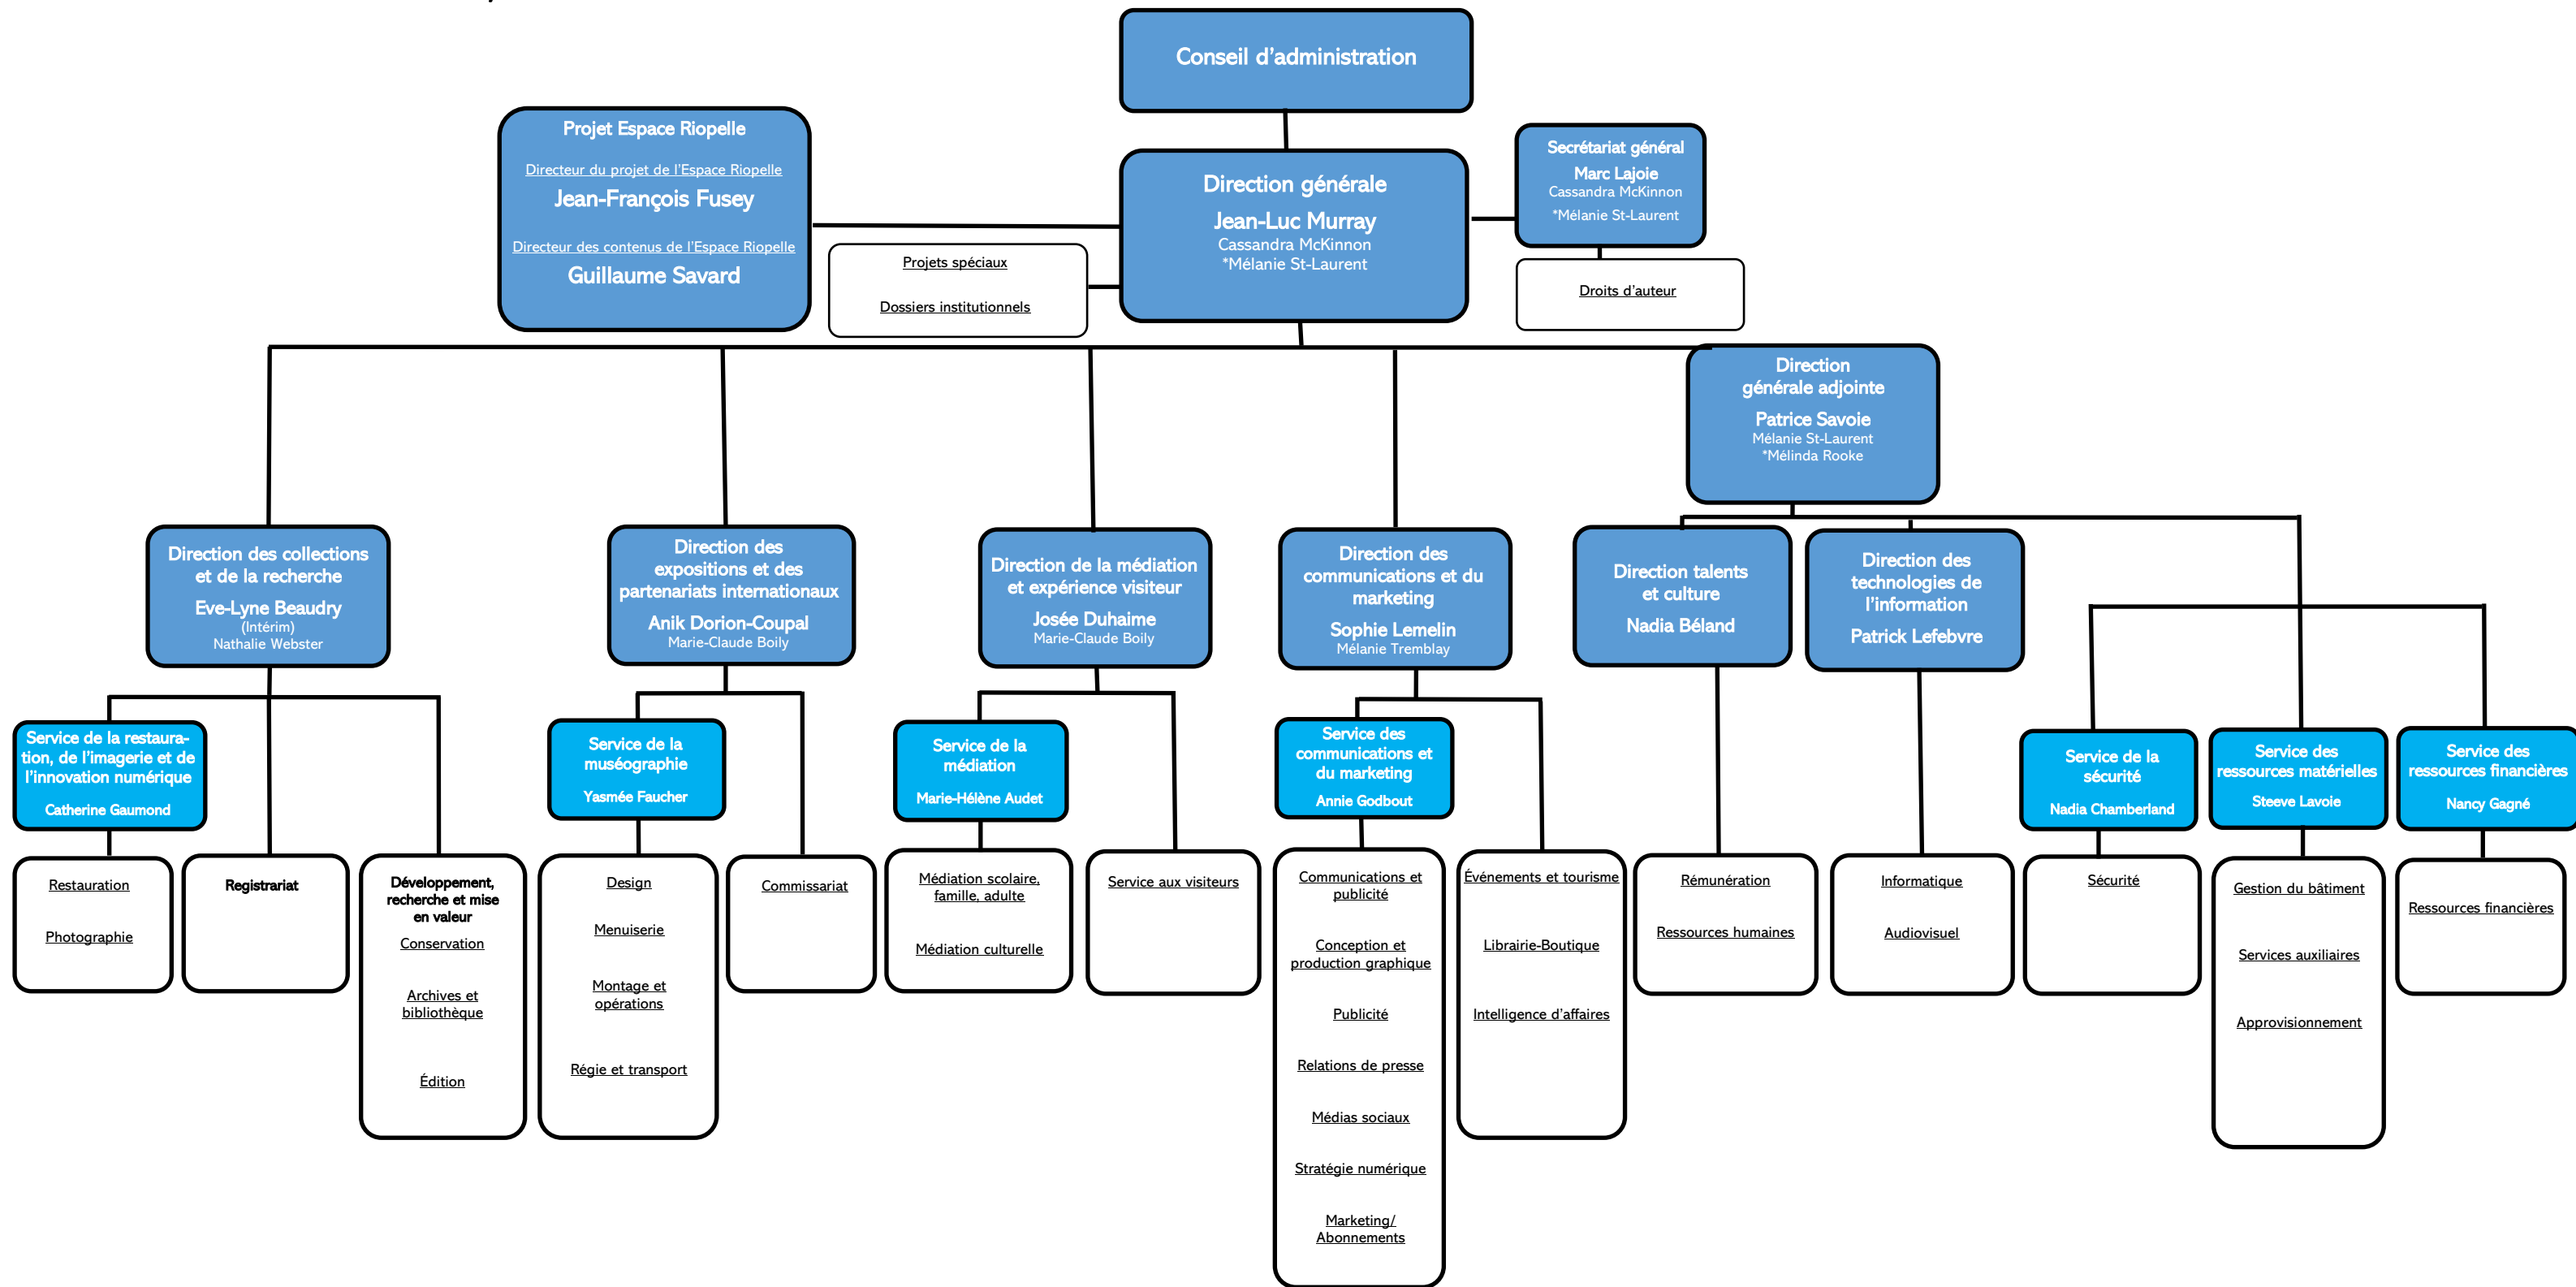 Conseil d'administration
Projet Espace Riopelle
Directeur du projet de l'Espace Riopelle
Jean-François Fusey
Directeur des contenus de l'Espace Riopelle
Guillaume Savard
Direction générale
Jean-Luc Murray
Cassandra McKinnon
*Mélanie St-Laurent
Secrétariat général
Marc Lajoie
Cassandra McKinnon
*Mélanie St-Laurent
Projets spéciaux
Dossiers institutionnels
Droits d'auteur
Direction
générale adjointe
Patrice Savoie
Mélanie St-Laurent
*Mélinda Rooke
Direction des collections
et de la recherche
Eve-Lyne Beaudry
(Intérim)
Nathalie Webster
Direction des
expositions et des
partenariats internationaux
Anik Dorion-Coupal
Marie-Claude Boily
Direction de la médiation
et expérience visiteur
Josée Duhaime
Marie-Claude Boily
Direction des
communications et du
marketing
Sophie Lemelin
Mélanie Tremblay
Direction talents
et culture
Nadia Béland
Direction des
technologies de
l'information
Patrick Lefebvre
Service de la restaura-
tion, de l'imagerie et de
l'innovation numérique
Catherine Gaumond
Service de la
muséographie
Yasmée Faucher
Service de la
médiation
Marie-Hélène Audet
Service des
communications et
du marketing
Annie Godbout
Service de la
sécurité
Nadia Chamberland
Service des
ressources matérielles
Steeve Lavoie
Service des
ressources financières
Nancy Gagné
Restauration
Photographie
Registrariat
Développement,
recherche et mise
en valeur
Conservation
Archives et
bibliothèque
Édition
Design
Menuiserie
Montage et
opérations
Régie et transport
Commissariat
Médiation scolaire,
famille, adulte
Médiation culturelle
Service aux visiteurs
Communications et
publicité
Conception et
production graphique
Publicité
Relations de presse
Médias sociaux
Stratégie numérique
Marketing/
Abonnements
Événements et tourisme
Librairie-Boutique
Intelligence d'affaires
Rémunération
Ressources humaines
Informatique
Audiovisuel
Sécurité
Gestion du bâtiment
Services auxiliaires
Approvisionnement
Ressources financières